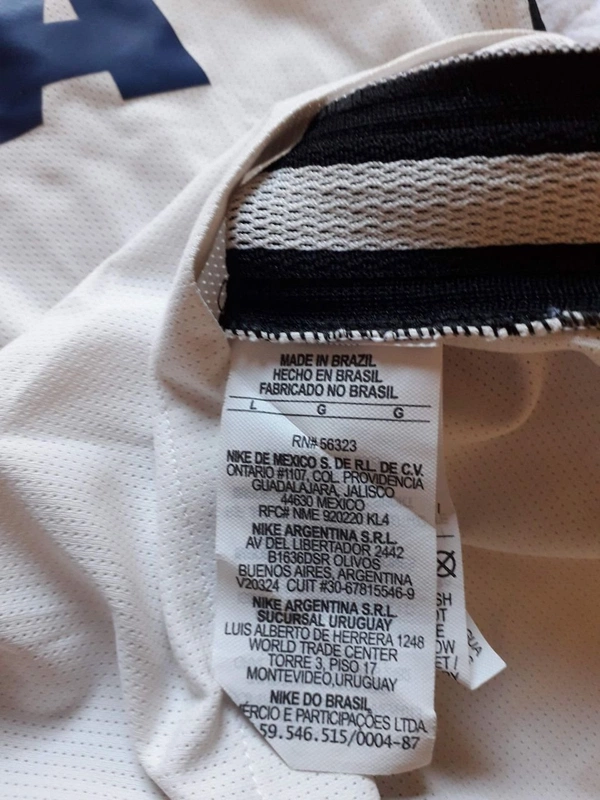 A
MADE IN BRAZIL
HECHO EN BRASIL
FABRICADO NO BRASIL
L G G
RN# 56323
NIKE DE MEXICO S. DE R.L. DE C.V.
ONTARIO #1107, COL. PROVIDENCIA
GUADALAJARA, JALISCO
44630 MEXICO
RFC# NME 920220 KL4
NIKE ARGENTINA S.R.L.
AV DEL LIBERTADOR 2442
B1636DSR OLIVOS
BUENOS AIRES, ARGENTINA
V20324 CUIT #30-67815546-9
NIKE ARGENTINA S.R.L.
SUCURSAL URUGUAY
LUIS ALBERTO DE HERRERA 1248
WORLD TRADE CENTER
TORRE 3, PISO 17
MONTEVIDEO,URUGUAY
NIKE DO BRASIL
ÉRCIO E PARTICIPAÇÕES LTDA
59.546.515/0004-87